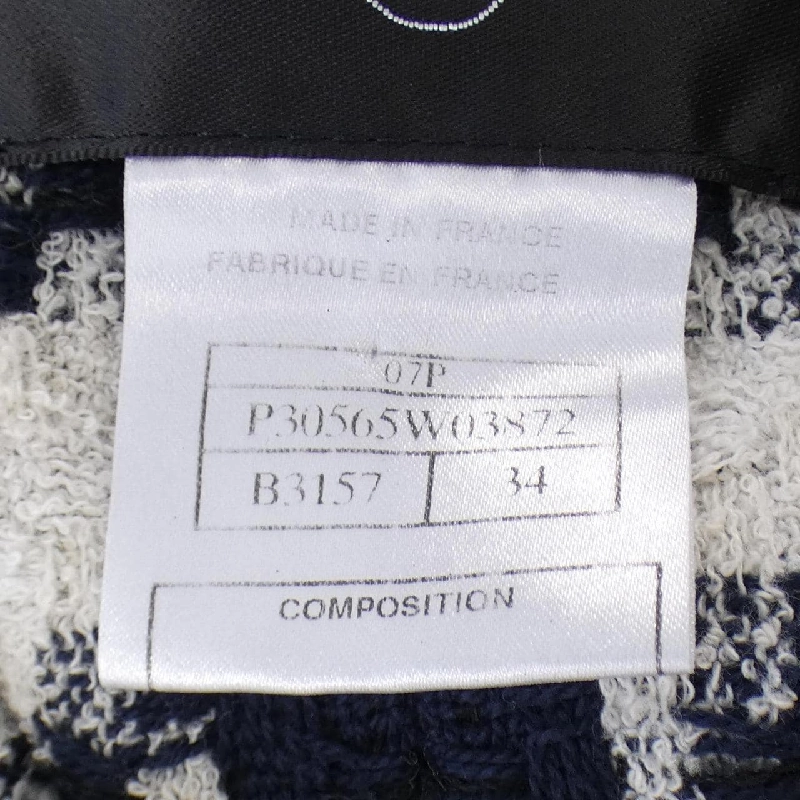 MADE IN FRANCE
FABRIQUE EN FRANCE
07P
P30565W03872
B3157 34
COMPOSITION